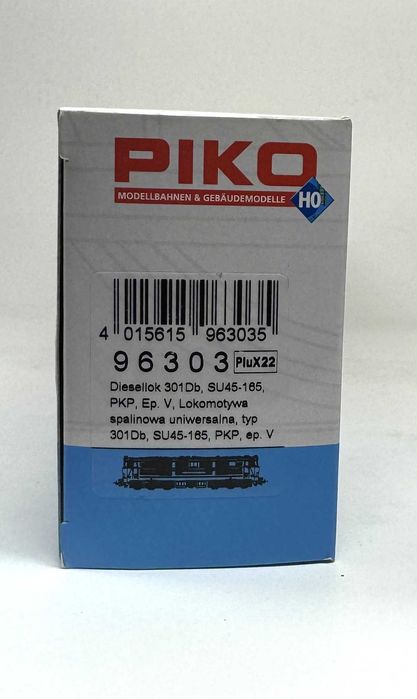 PIKO
MODELLBAHNEN & GEBÄUDEMODELLE
H0
4 015615 963035
96303 PluX22
Diesellok 301Db, SU45-165,
PKP, Ep. V, Lokomotywa
spalinowa uniwersalna, typ
301Db, SU45-165, PKP, ep. V